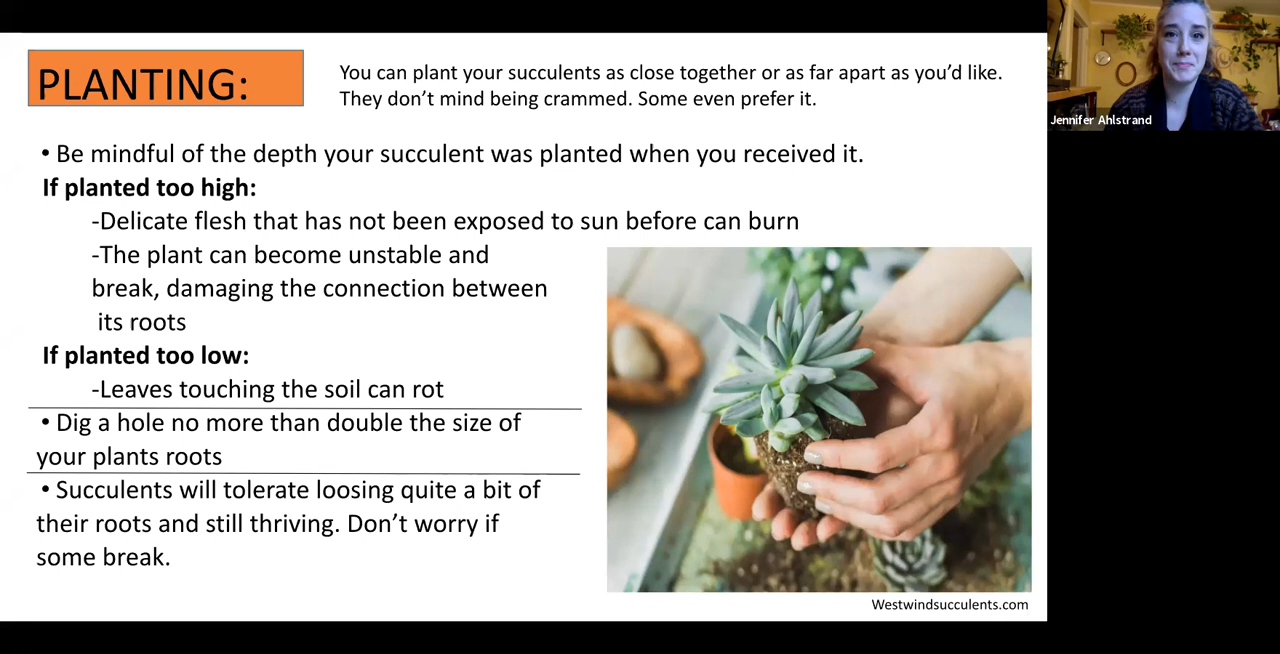 PLANTING:
You can plant your succulents as close together or as far apart as you'd like.
They don't mind being crammed. Some even prefer it.
• Be mindful of the depth your succulent was planted when you received it.
If planted too high:
-Delicate flesh that has not been exposed to sun before can burn
-The plant can become unstable and
break, damaging the connection between
its roots
If planted too low:
-Leaves touching the soil can rot
• Dig a hole no more than double the size of
your plants roots
• Succulents will tolerate loosing quite a bit of
their roots and still thriving. Don't worry if
some break.
Westwindsucculents.com
Jennifer Ahlstrand